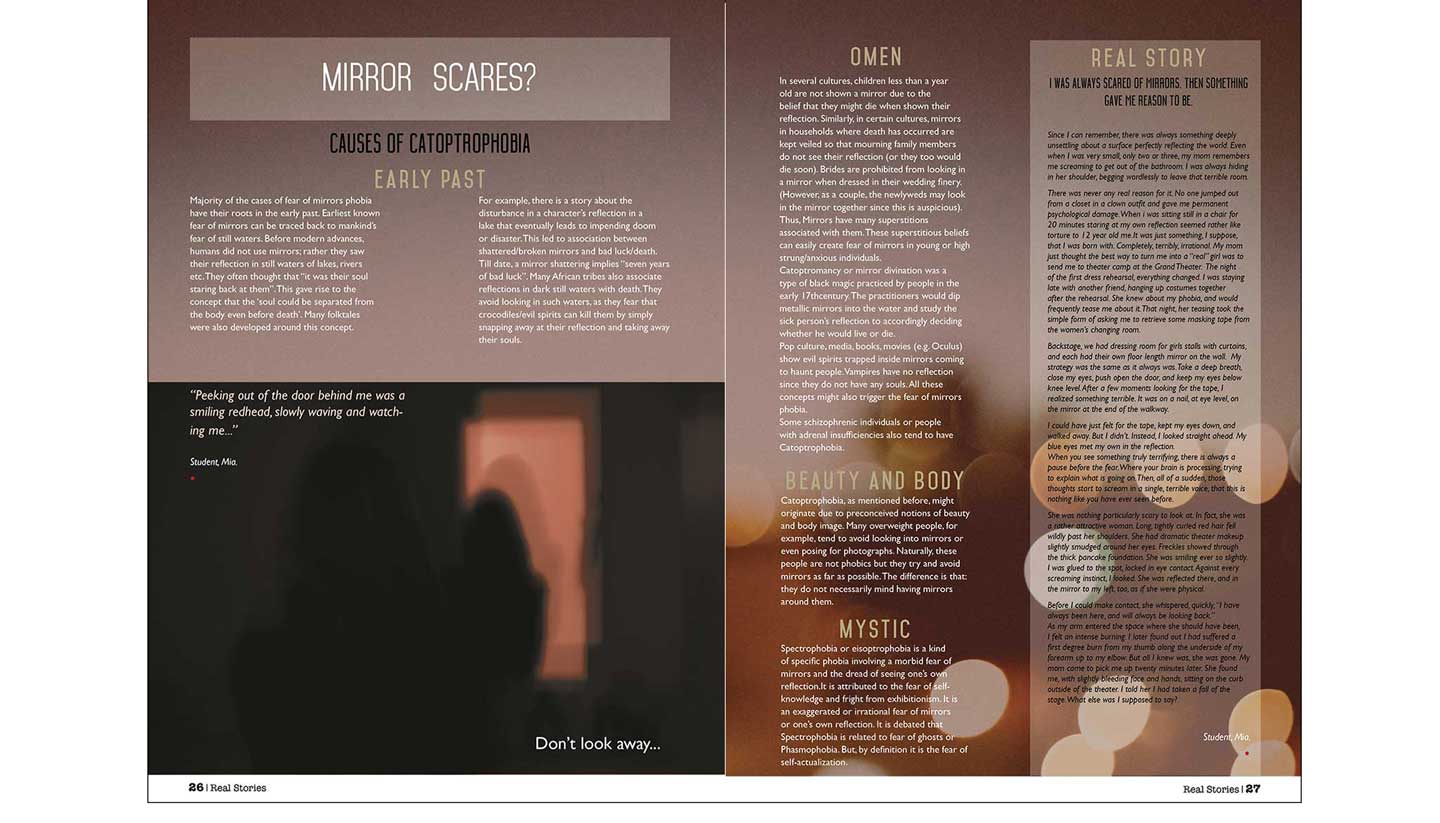 MIRROR SCARES?
CAUSES OF CATOPTROPHOBIA
EARLY PAST
Majority of the cases of fear of mirrors phobia
have their roots in the early past. Earliest known
fear of mirrors can be traced back to mankind's
fear of still waters. Before modern advances,
humans did not use mirrors; rather they saw
their reflection in still waters of lakes, rivers
etc.They often thought that "it was their soul
staring back at them".This gave rise to the
concept that the 'soul could be separated from
the body even before death'. Many folktales
were also developed around this concept.
For example, there is a story about the
disturbance in a character's reflection in a
lake that eventually leads to impending doom
or disaster.This led to association between
shattered/broken mirrors and bad luck/death.
Till date, a mirror shattering implies "seven years
of bad luck". Many African tribes also associate
reflections in dark still waters with death.They
avoid looking in such waters, as they fear that
crocodiles/evil spirits can kill them by simply
snapping away at their reflection and taking away
their souls.
"Peeking out of the door behind me was a
smiling redhead, slowly waving and watch-
ing me..."
Student, Mia.
Don't look away...
26 | Real Stories
OMEN
In several cultures, children less than a year
old are not shown a mirror due to the
belief that they might die when shown their
reflection. Similarly, in certain cultures, mirrors
in households where death has occurred are
kept veiled so that mourning family members
do not see their reflection (or they too would
die soon). Brides are prohibited from looking in
a mirror when dressed in their wedding finery.
(However, as a couple, the newlyweds may look
in the mirror together since this is auspicious).
Thus, Mirrors have many superstitions
associated with them.These superstitious beliefs
can easily create fear of mirrors in young or high
strung/anxious individuals.
Catoptromancy or mirror divination was a
type of black magic practiced by people in the
early 17thcentury.The practitioners would dip
metallic mirrors into the water and study the
sick person's reflection to accordingly deciding
whether he would live or die.
Pop culture, media, books, movies (e.g. Oculus)
show evil spirits trapped inside mirrors coming
to haunt people.Vampires have no reflection
since they do not have any souls. All these
concepts might also trigger the fear of mirrors
phobia.
Some schizophrenic individuals or people
with adrenal insufficiencies also tend to have
Catoptrophobia.
BEAUTY AND BODY
Catoptrophobia, as mentioned before, might
originate due to preconceived notions of beauty
and body image. Many overweight people, for
example, tend to avoid looking into mirrors or
even posing for photographs. Naturally, these
people are not phobics but they try and avoid
mirrors as far as possible.The difference is that:
they do not necessarily mind having mirrors
around them.
MYSTIC
Spectrophobia or eisoptrophobia is a kind
of specific phobia involving a morbid fear of
mirrors and the dread of seeing one's own
reflection.It is attributed to the fear of self-
knowledge and fright from exhibitionism. It is
an exaggerated or irrational fear of mirrors
or one's own reflection. It is debated that
Spectrophobia is related to fear of ghosts or
Phasmophobia. But, by definition it is the fear of
self-actualization.
REAL STORY
I WAS ALWAYS SCARED OF MIRRORS. THEN SOMETHING
GAVE ME REASON TO BE.
Since I can remember, there was always something deeply
unsettling about a surface perfectly reflecting the world. Even
when I was very small, only two or three, my mom remembers
me screaming to get out of the bathroom. I was always hiding
in her shoulder, begging wordlessly to leave that terrible room.
There was never any real reason for it. No one jumped out
from a closet in a clown outfit and gave me permanent
psychological damage.When i was sitting still in a chair for
20 minutes staring at my own reflection seemed rather like
torture to 12 year old me.It was just something, I suppose,
that I was born with. Completely, terribly, irrational. My mom
just thought the best way to turn me into a "real" girl was to
send me to theater camp at the Grand Theater. The night
of the first dress rehearsal, everything changed. I was staying
late with another friend, hanging up costumes together
after the rehearsal. She knew about my phobia, and would
frequently tease me about it.That night, her teasing took the
simple form of asking me to retrieve some masking tape from
the women's changing room.
Backstage, we had dressing room for girls stalls with curtains,
and each had their own floor length mirror on the wall. My
strategy was the same as it always was.Take a deep breath,
close my eyes, push open the door, and keep my eyes below
knee level.After a few moments looking for the tape, I
realized something terrible. It was on a nail, at eye level, on
the mirror at the end of the walkway.
I could have just felt for the tape, kept my eyes down, and
walked away. But I didn't. Instead, I looked straight ahead. My
blue eyes met my own in the reflection.
When you see something truly terrifying, there is always a
pause before the fear.Where your brain is processing, trying
to explain what is going on.Then, all of a sudden, those
thoughts start to scream in a single, terrible voice, that this is
nothing like you have ever seen before.
She was nothing particularly scary to look at. In fact, she was
a rather attractive woman. Long, tightly curled red hair fell
wildly past her shoulders. She had dramatic theater makeup
slightly smudged around her eyes. Freckles showed through
the thick pancake foundation. She was smiling ever so slightly.
I was glued to the spot, locked in eye contact. Against every
screaming instinct, I looked. She was reflected there, and in
the mirror to my left, too, as if she were physical.
Before I could make contact, she whispered, quickly, "I have
always been here, and will always be looking back."
As my arm entered the space where she should have been,
I felt an intense burning. I later found out I had suffered a
first degree burn from my thumb along the underside of my
forearm up to my elbow. But all I knew was, she was gone. My
mom came to pick me up twenty minutes later. She found
me, with slightly bleeding face and hands, sitting on the curb
outside of the theater. I told her I had taken a fall off the
stage.What else was I supposed to say?.
Student, Mia.
Real Stories | 27